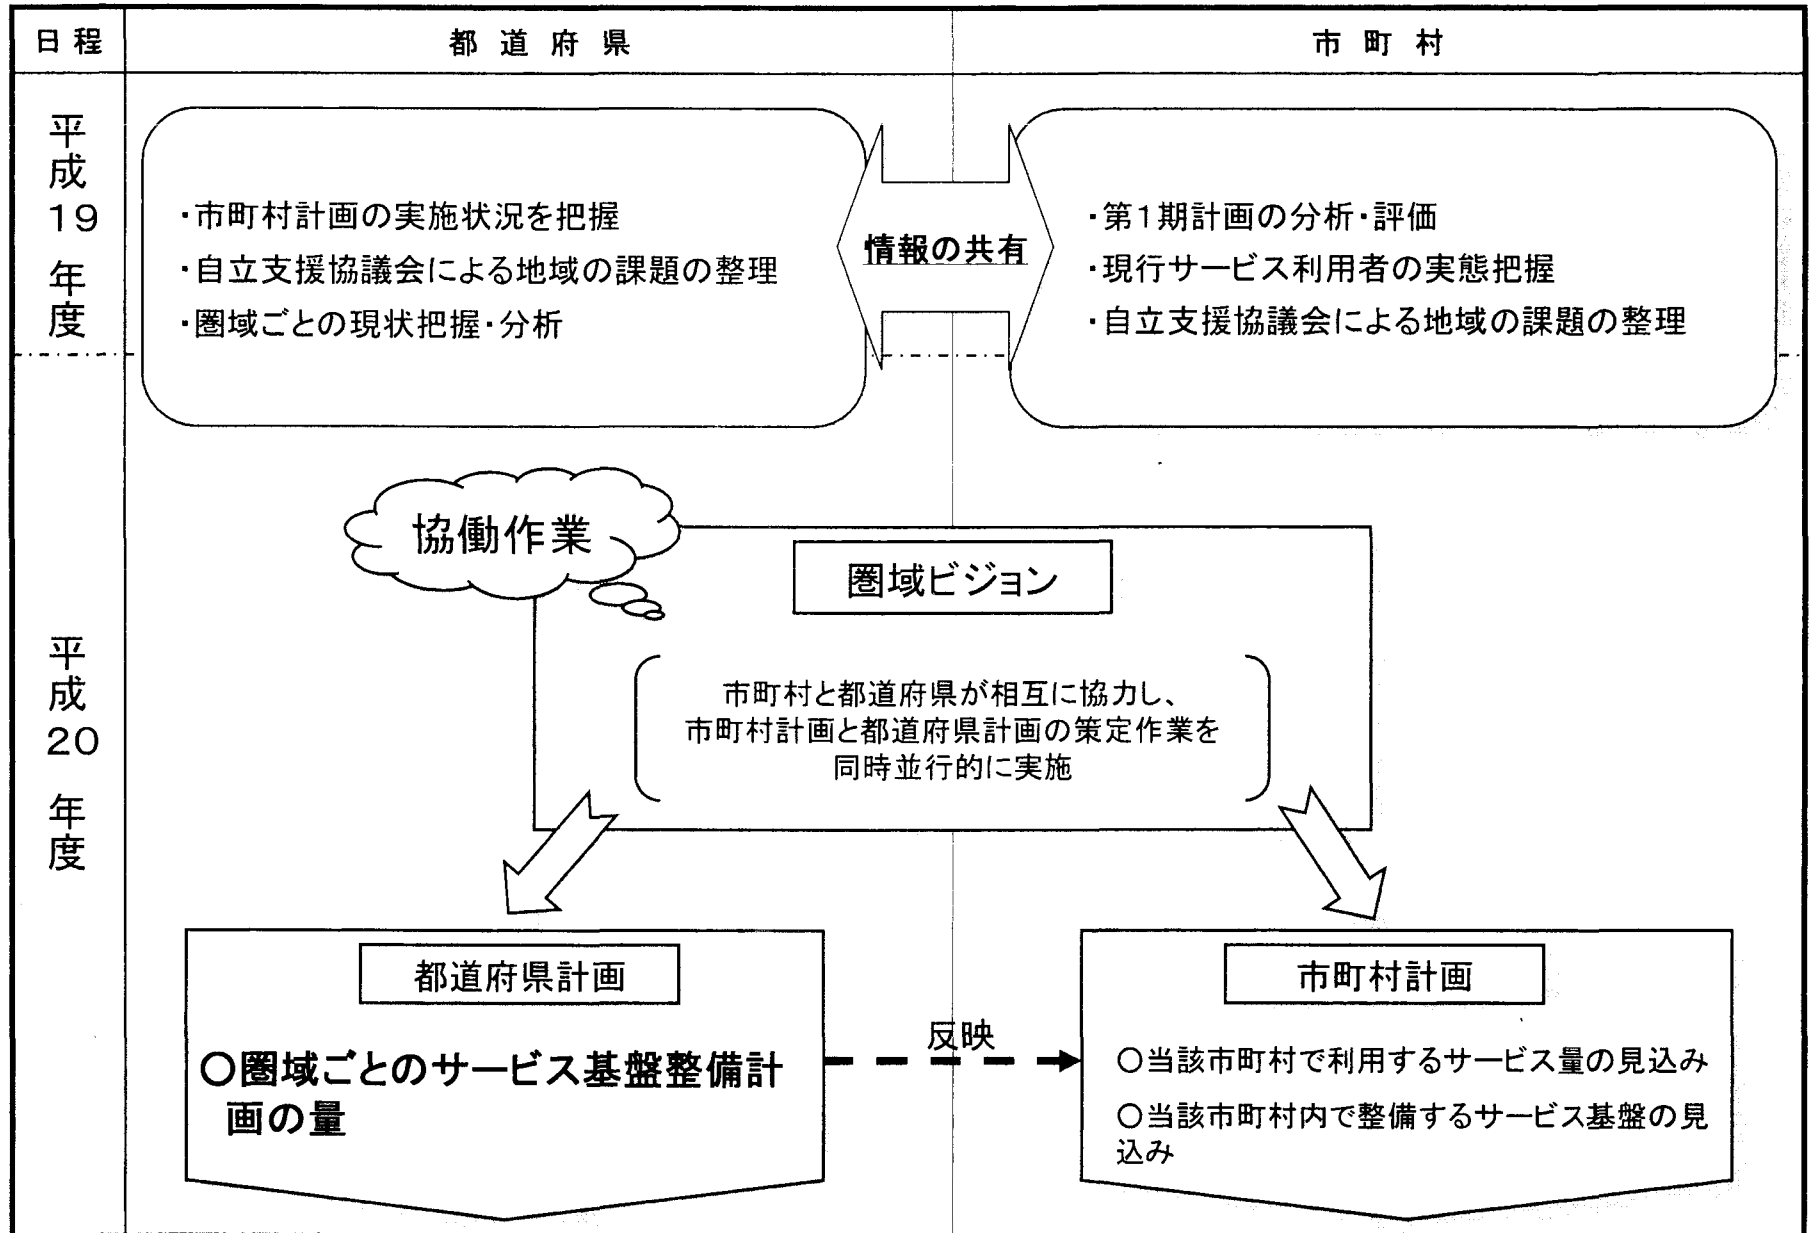 日程
都道府県
市町村
平成19年度
・市町村計画の実施状況を把握
・自立支援協議会による地域の課題の整理
・圏域ごとの現状把握・分析
情報の共有
・第1期計画の分析・評価
・現行サービス利用者の実態把握
・自立支援協議会による地域の課題の整理
平成20年度
協働作業
圏域ビジョン
市町村と都道府県が相互に協力し、
市町村計画と都道府県計画の策定作業を
同時並行的に実施
都道府県計画
○圏域ごとのサービス基盤整備計
画の量
反映
市町村計画
○当該市町村で利用するサービス量の見込み
○当該市町村内で整備するサービス基盤の見
込み